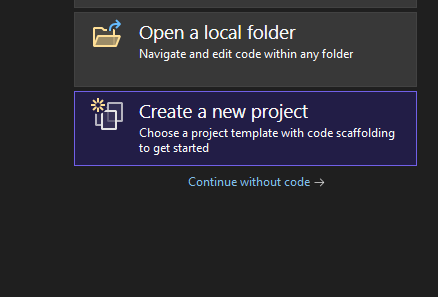 Open a local folder
Navigate and edit code within any folder
Create a new project
Choose a project template with code scaffolding
to get started
Continue without code →